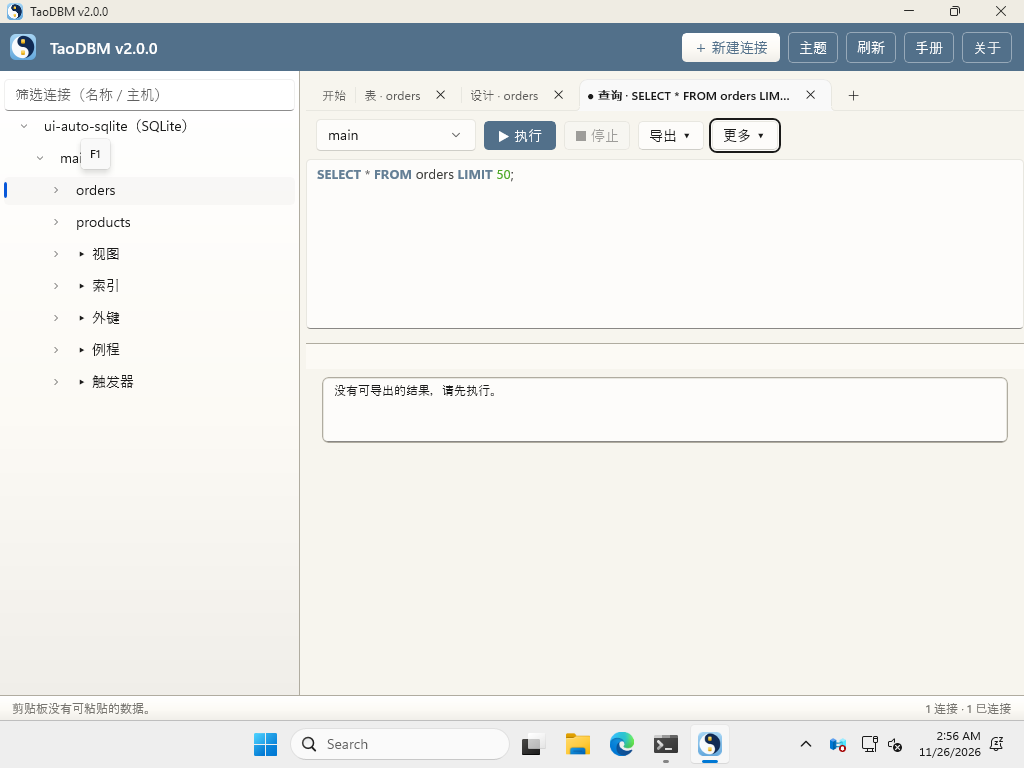 TaoDBM v2.0.0
TaoDBM v2.0.0
+ 新建连接
主题
刷新
手册
关于
筛选连接（名称 / 主机）
ui-auto-sqlite（SQLite）
F1
orders
products
视图
索引
外键
例程
触发器
开始
表 · orders
设计 · orders
● 查询 · SELECT * FROM orders LIM...
main
执行
停止
导出
更多
SELECT * FROM orders LIMIT 50;
没有可导出的结果，请先执行。
剪贴板没有可粘贴的数据。
1 连接 · 1 已连接
Search
2:56 AM
11/26/2026